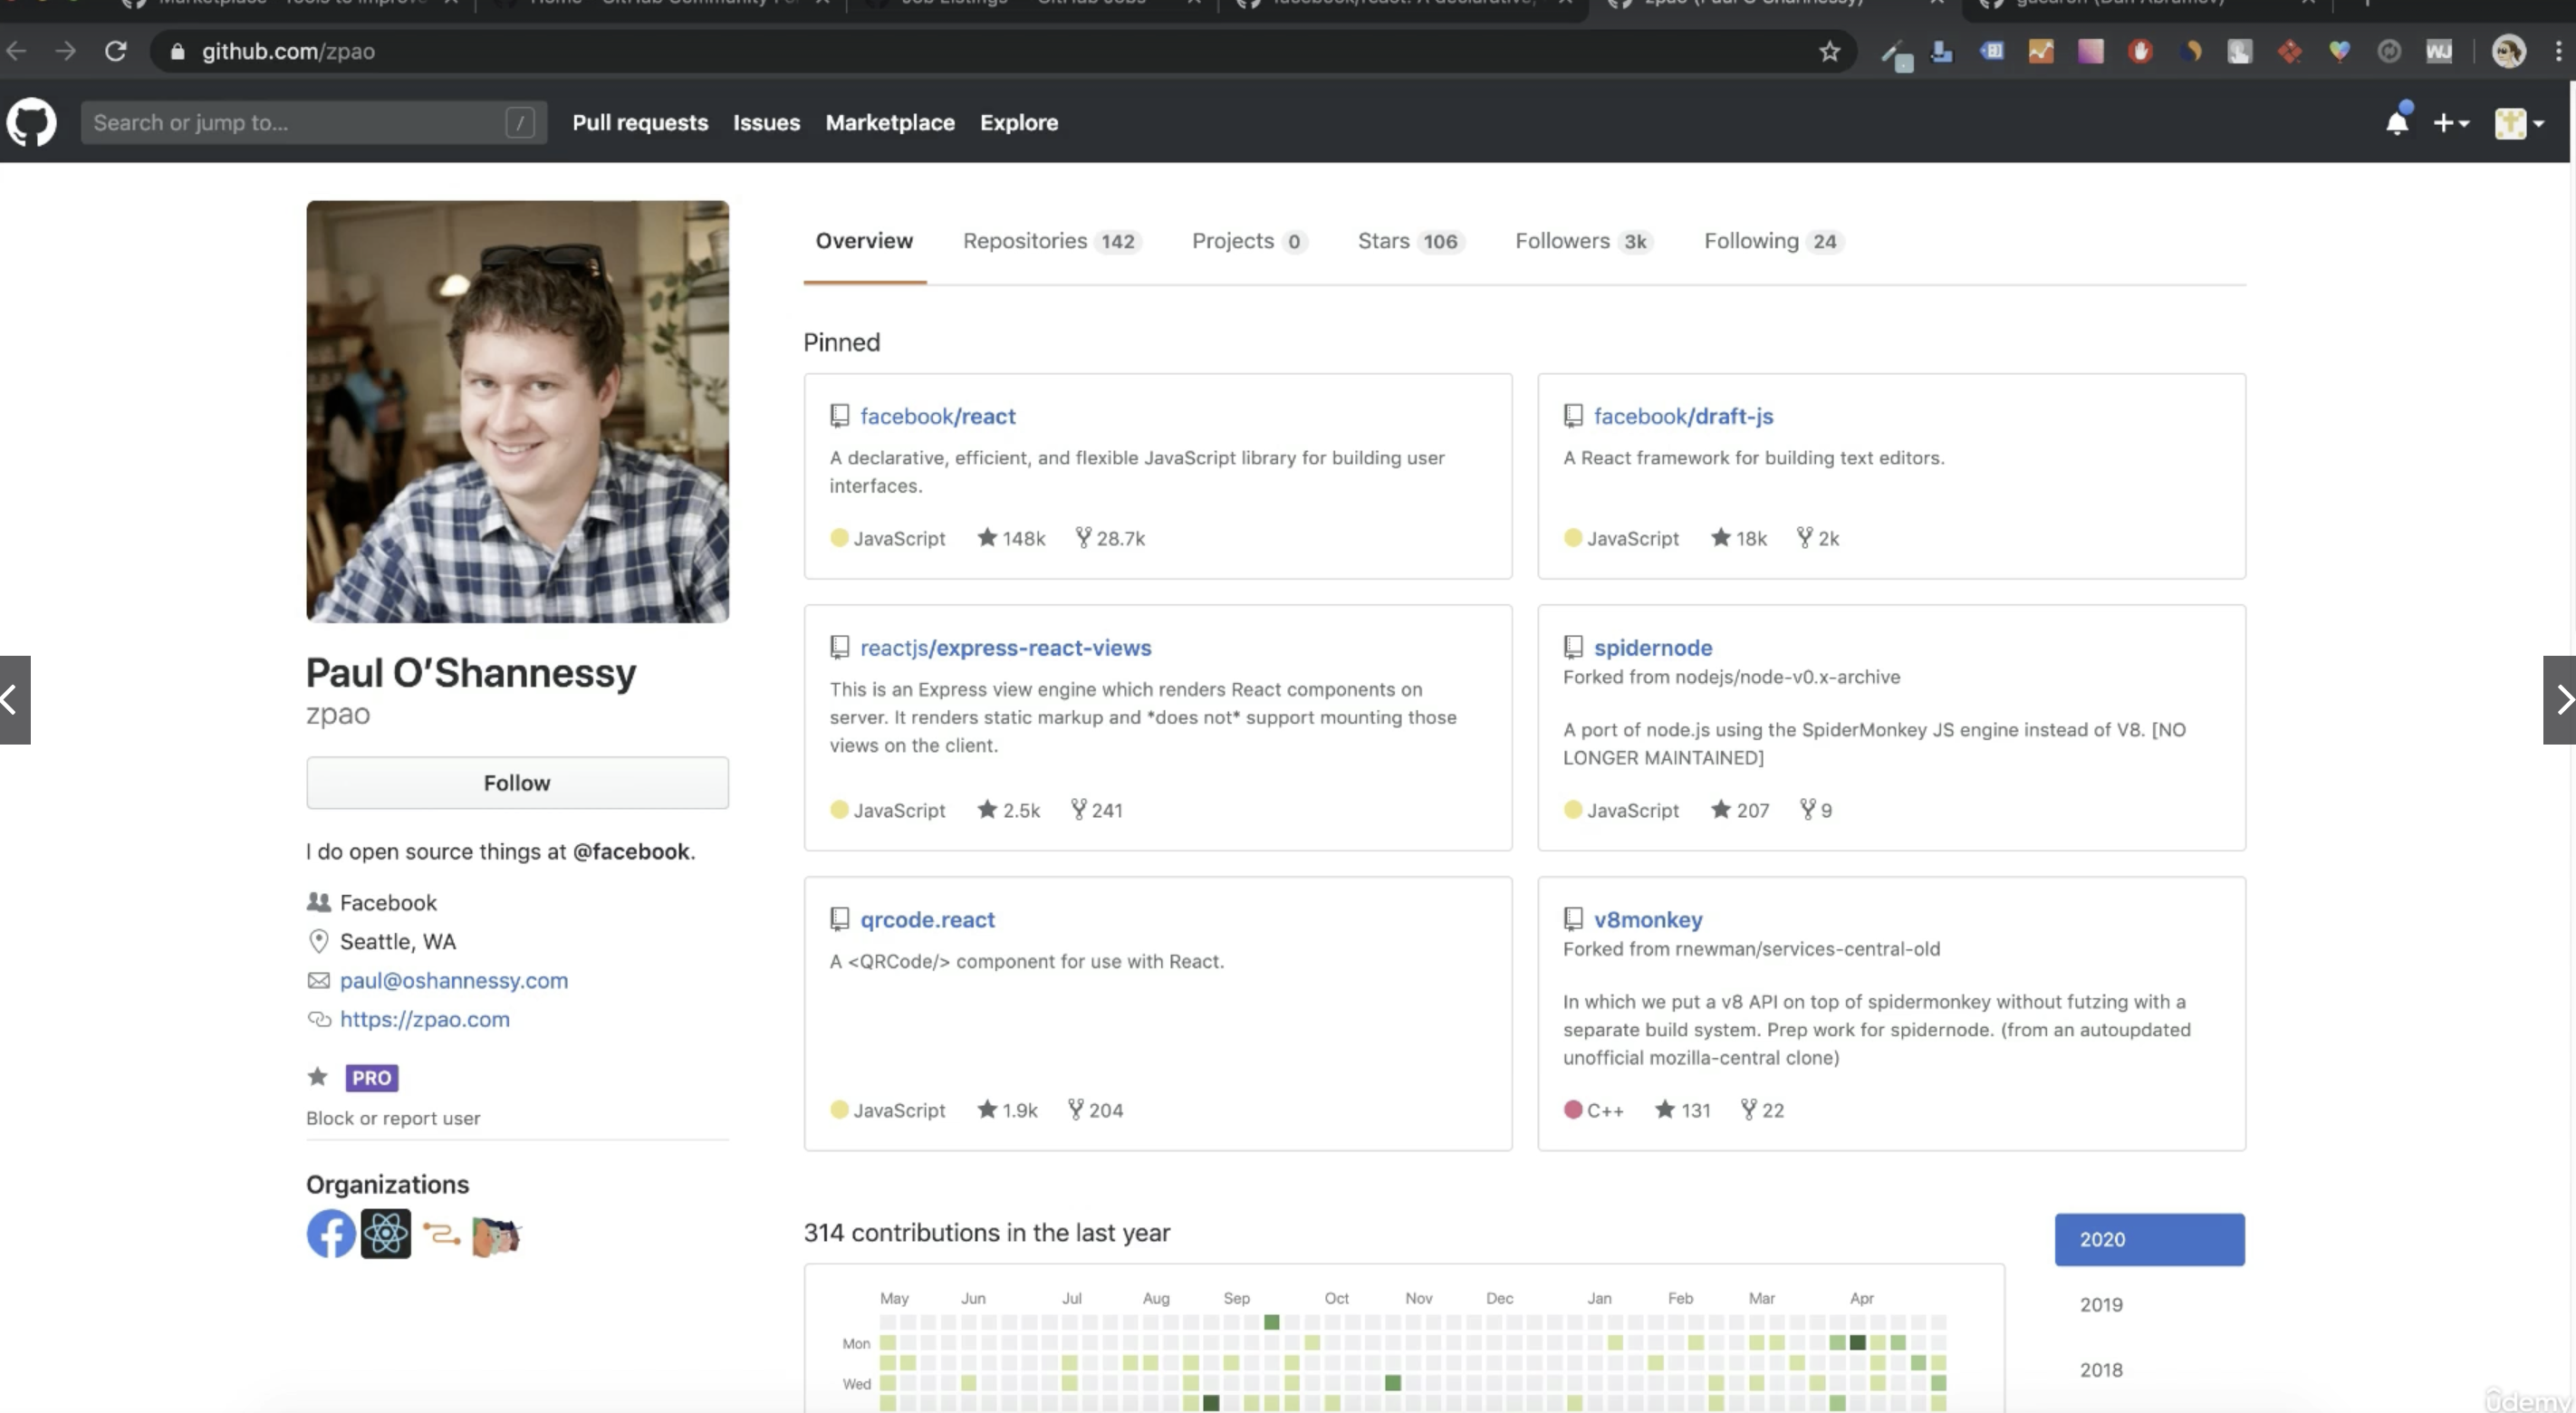 github.com/zpao
Search or jump to... /
Pull requests Issues Marketplace Explore
Overview Repositories 142 Projects 0 Stars 106 Followers 3k Following 24
Paul O'Shannessy
zpao
Follow
I do open source things at @facebook.
Facebook
Seattle, WA
paul@oshannessy.com
https://zpao.com
PRO
Block or report user
Organizations
Pinned
facebook/react
A declarative, efficient, and flexible JavaScript library for building user
interfaces.
JavaScript 148k 28.7k
facebook/draft-js
A React framework for building text editors.
JavaScript 18k 2k
reactjs/express-react-views
This is an Express view engine which renders React components on
server. It renders static markup and *does not* support mounting those
views on the client.
JavaScript 2.5k 241
spidernode
Forked from nodejs/node-v0.x-archive
A port of node.js using the SpiderMonkey JS engine instead of V8. [NO
LONGER MAINTAINED]
JavaScript 207 9
qrcode.react
A <QRCode/> component for use with React.
JavaScript 1.9k 204
v8monkey
Forked from rnewman/services-central-old
In which we put a v8 API on top of spidermonkey without futzing with a
separate build system. Prep work for spidernode. (from an autoupdated
unofficial mozilla-central clone)
C++ 131 22
314 contributions in the last year
May Jun Jul Aug Sep Oct Nov Dec Jan Feb Mar Apr
Mon
Wed
2020
2019
2018
WJ
udemy